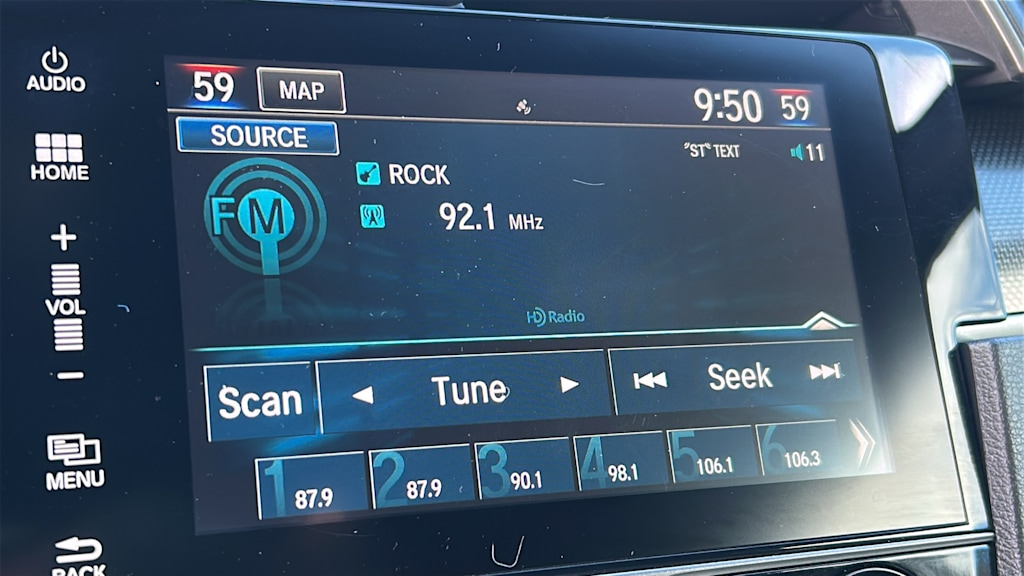 AUDIO
HOME
+
VOL
−
MENU
BACK
59 MAP 9:50 59
SOURCE
"ST" TEXT 11
FM
ROCK
92.1 MHz
HD Radio
Scan Tune Seek
1 87.9 2 87.9 3 90.1 4 98.1 5 106.1 6 106.3